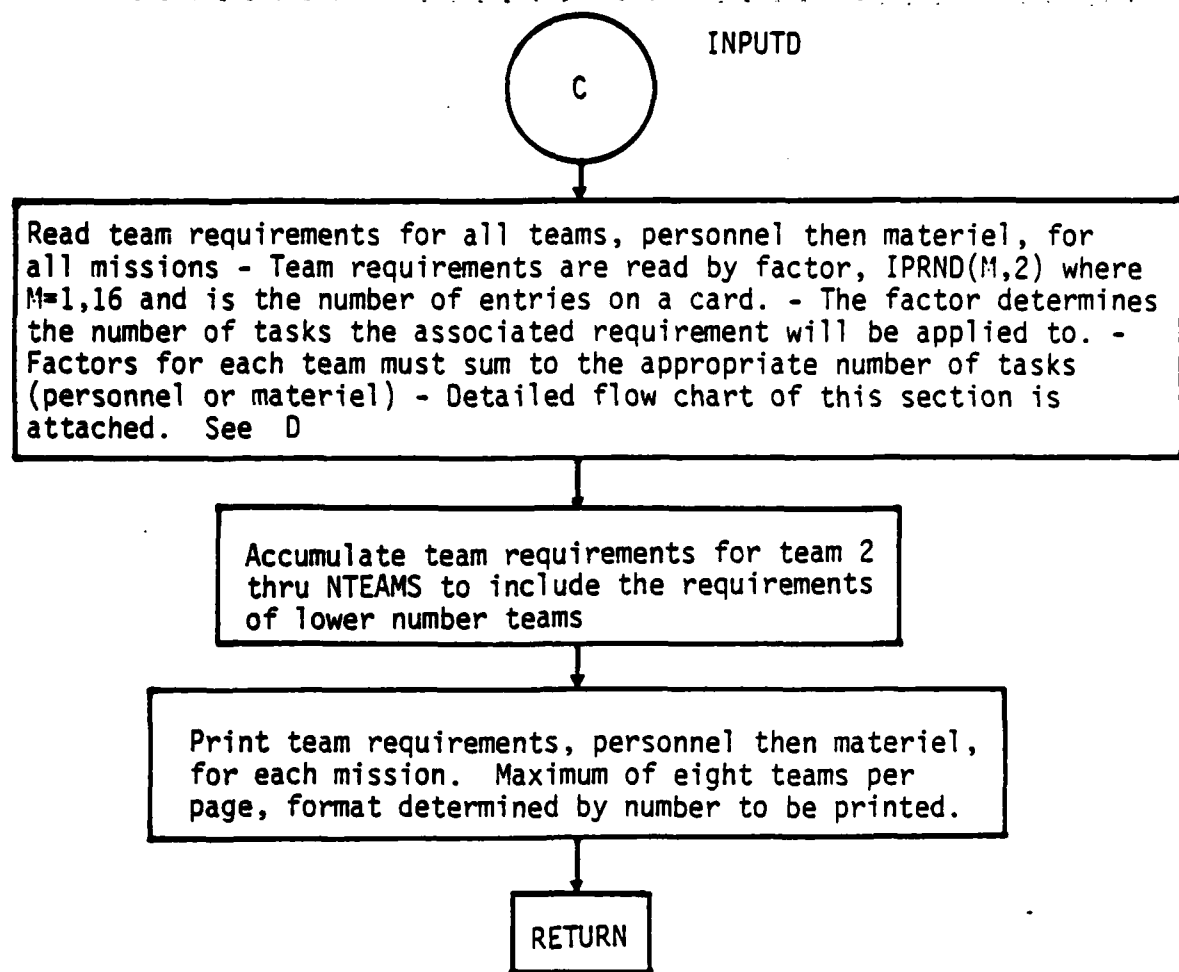 INPUTD
C
Read team requirements for all teams, personnel then materiel, for
all missions - Team requirements are read by factor, IPRND(M,2) where
M=1,16 and is the number of entries on a card. - The factor determines
the number of tasks the associated requirement will be applied to. -
Factors for each team must sum to the appropriate number of tasks
(personnel or materiel) - Detailed flow chart of this section is
attached. See D
Accumulate team requirements for team 2
thru NTEAMS to include the requirements
of lower number teams
Print team requirements, personnel then materiel,
for each mission. Maximum of eight teams per
page, format determined by number to be printed.
RETURN